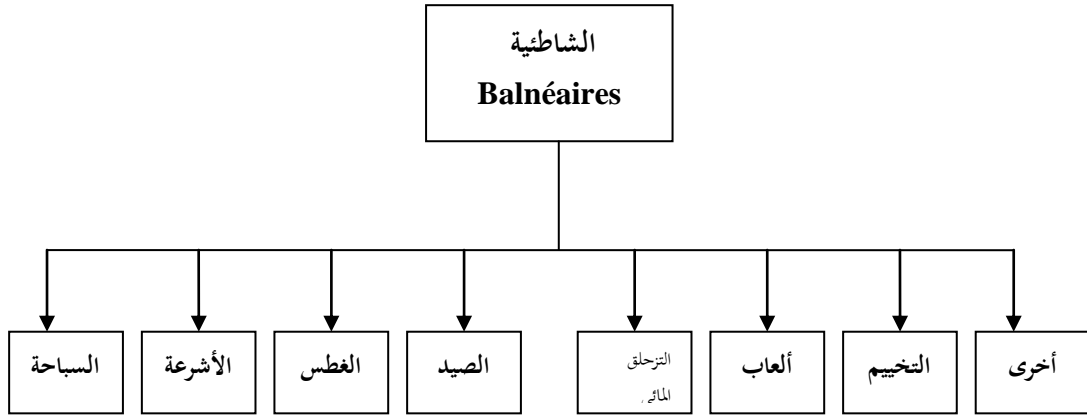 الشاطئية
Balnéaires
أخرى
التخييم
ألعاب
التزحلق
المائي
الصيد
الغطس
الأشرعة
السباحة